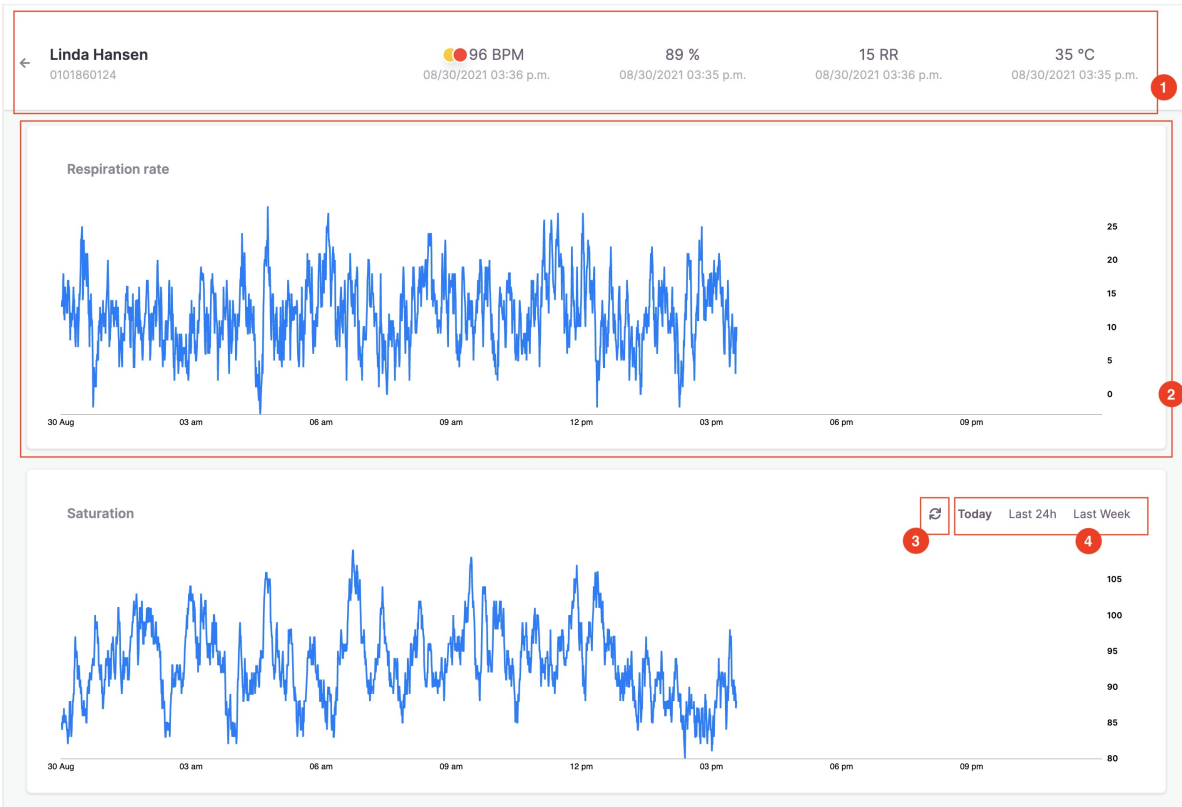 Linda Hansen
0101860124
96 BPM
08/30/2021 03:36 p.m.
89 %
08/30/2021 03:35 p.m.
15 RR
08/30/2021 03:36 p.m.
35 °C
08/30/2021 03:35 p.m.
1
Respiration rate
25
20
15
10
5
0
2
30 Aug 03 am 06 am 09 am 12 pm 03 pm 06 pm 09 pm
Saturation
Today Last 24h Last Week
3
4
105
100
95
90
85
80
30 Aug 03 am 06 am 09 am 12 pm 03 pm 06 pm 09 pm